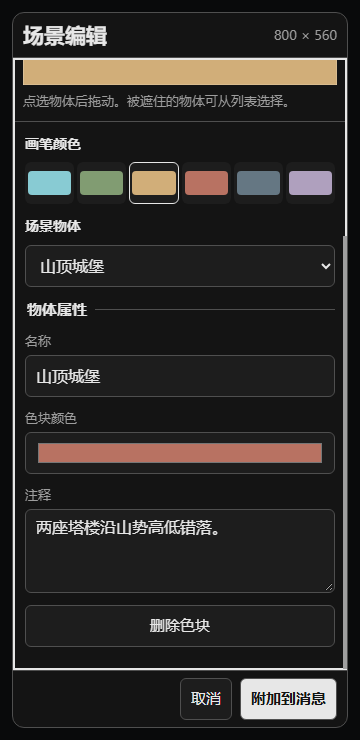 场景编辑
800 × 560
点选物体后拖动。被遮住的物体可从列表选择。
画笔颜色
场景物体
山顶城堡
物体属性
名称
山顶城堡
色块颜色
注释
两座塔楼沿山势高低错落。
删除色块
取消
附加到消息